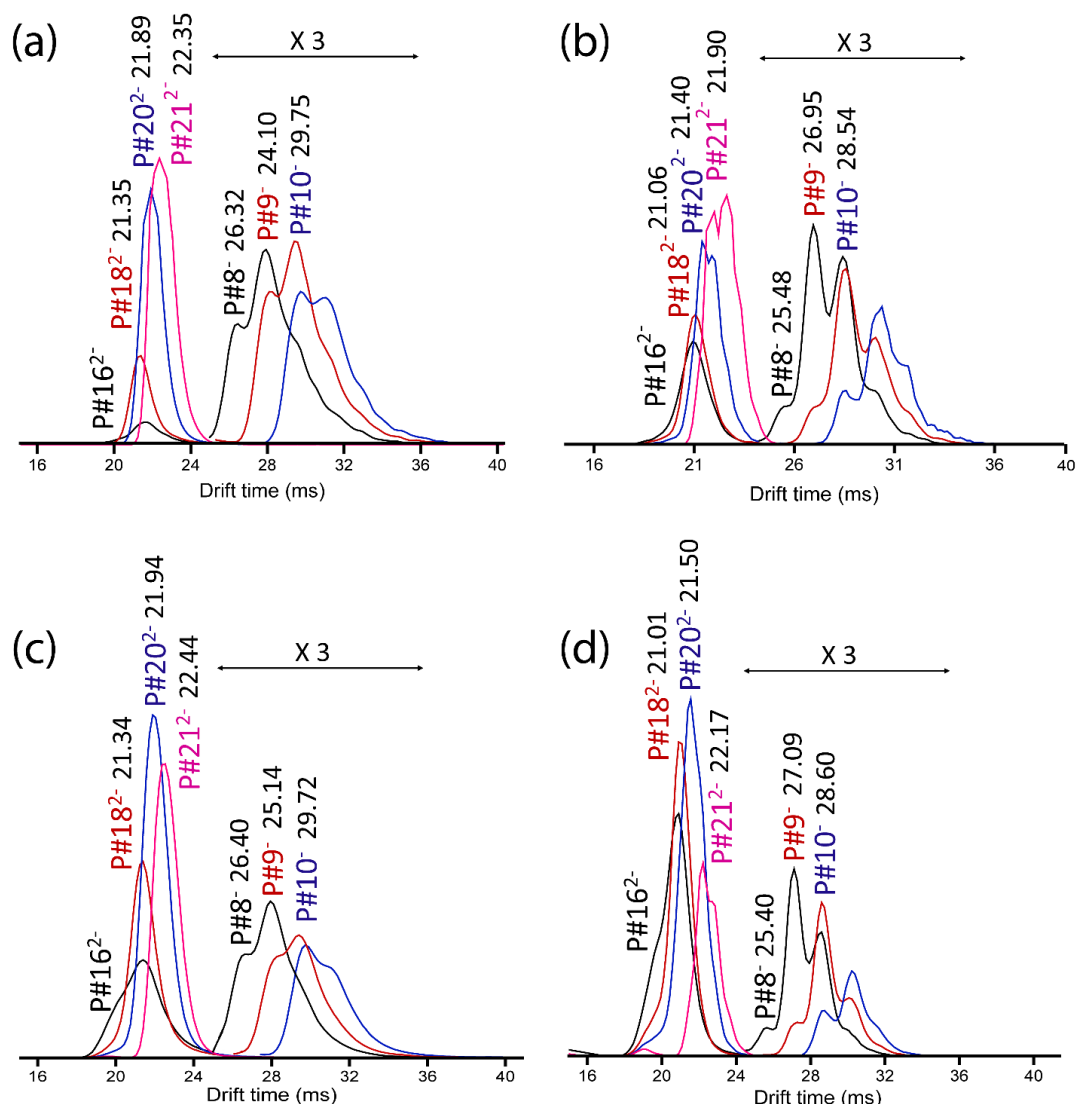 (a)
X 3
P#16²⁻
P#18²⁻ 21.35
P#20²⁻ 21.89
P#21²⁻ 22.35
P#8⁻ 26.32
P#9⁻ 24.10
P#10⁻ 29.75
16 20 24 28 32 36 40
Drift time (ms)
(b)
X 3
P#16²⁻
P#18²⁻ 21.06
P#20²⁻ 21.40
P#21²⁻ 21.90
P#8⁻ 25.48
P#9⁻ 26.95
P#10⁻ 28.54
16 21 26 31 36 40
Drift time (ms)
(c)
X 3
P#16²⁻
P#18²⁻ 21.34
P#20²⁻ 21.94
P#21²⁻ 22.44
P#8⁻ 26.40
P#9⁻ 25.14
P#10⁻ 29.72
16 20 24 28 32 36 40
Drift time (ms)
(d)
X 3
P#16²⁻
P#18²⁻ 21.01
P#20²⁻ 21.50
P#21²⁻ 22.17
P#8⁻ 25.40
P#9⁻ 27.09
P#10⁻ 28.60
16 20 24 28 32 36 40
Drift time (ms)